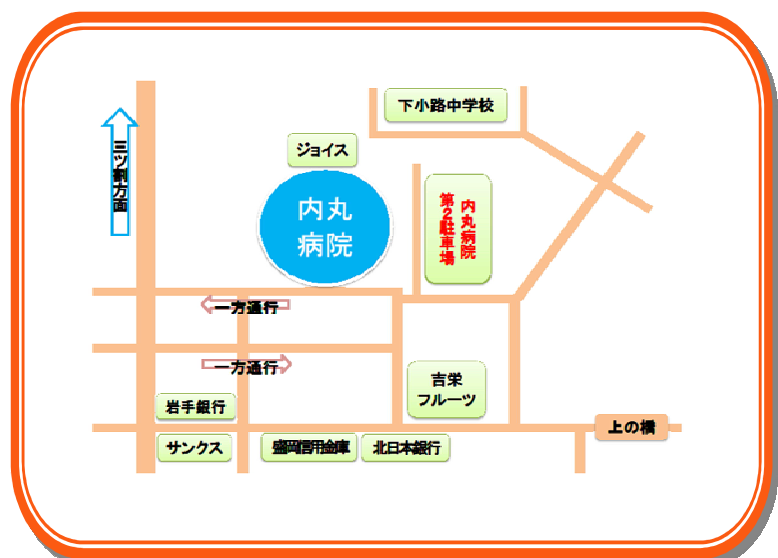 下小路中学校
三ツ割方面
ジョイス
内丸
病院
内丸病院
第2駐車場
一方通行
一方通行
吉栄
フルーツ
岩手銀行
上の橋
サンクス
盛岡信用金庫
北日本銀行